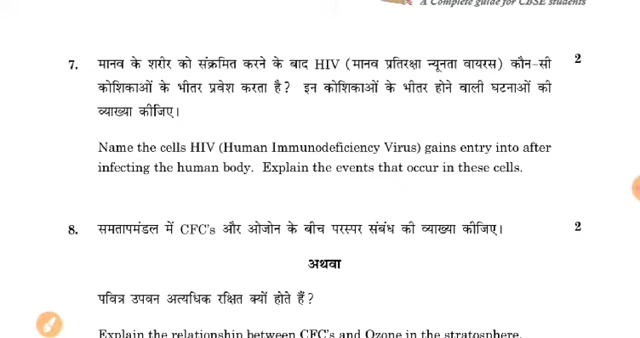 A Complete guide for CBSE students
7. मानव के शरीर को संक्रमित करने के बाद HIV (मानव प्रतिरक्षा न्यूनता वायरस) कौन-सी 2
कोशिकाओं के भीतर प्रवेश करता है? इन कोशिकाओं के भीतर होने वाली घटनाओं की
व्याख्या कीजिए।
Name the cells HIV (Human Immunodeficiency Virus) gains entry into after
infecting the human body. Explain the events that occur in these cells.
8. समतापमंडल में CFC's और ओजोन के बीच परस्पर संबंध की व्याख्या कीजिए। 2
अथवा
पवित्र उपवन अत्यधिक रक्षित क्यों होते हैं?
Explain the relationship between CFC's and Ozone in the stratosphere.